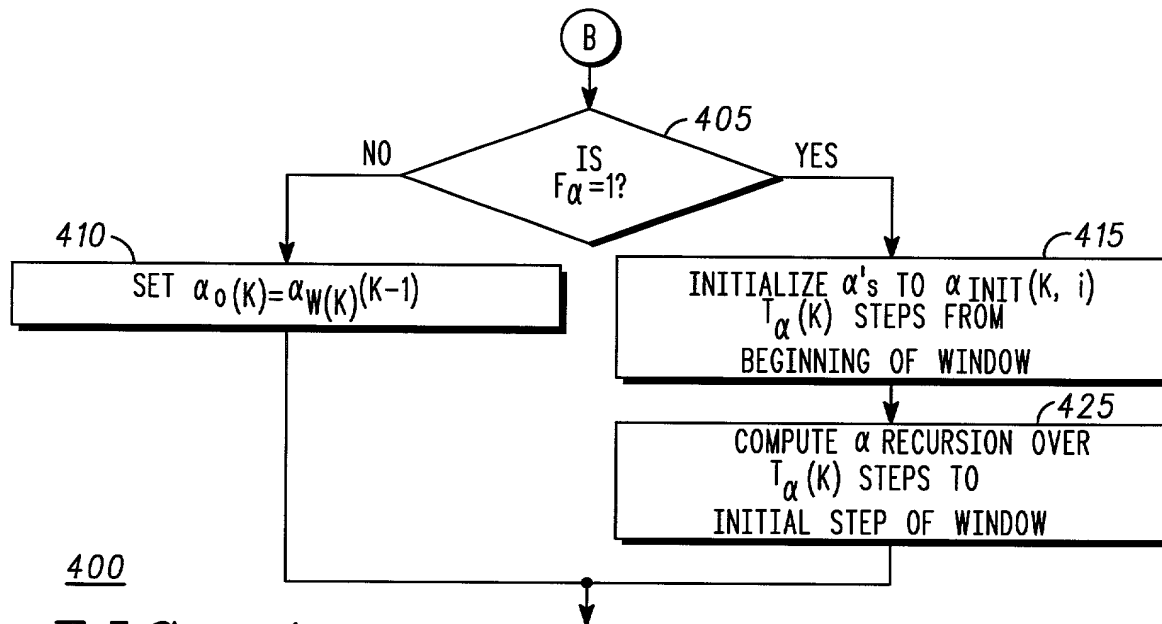 B
405
NO
IS
Fα=1?
YES
410
SET α0(K)=αW(K)(K-1)
415
INITIALIZE α's TO αINIT(K, i)
Tα(K) STEPS FROM
BEGINNING OF WINDOW
425
COMPUTE α RECURSION OVER
Tα(K) STEPS TO
INITIAL STEP OF WINDOW
400